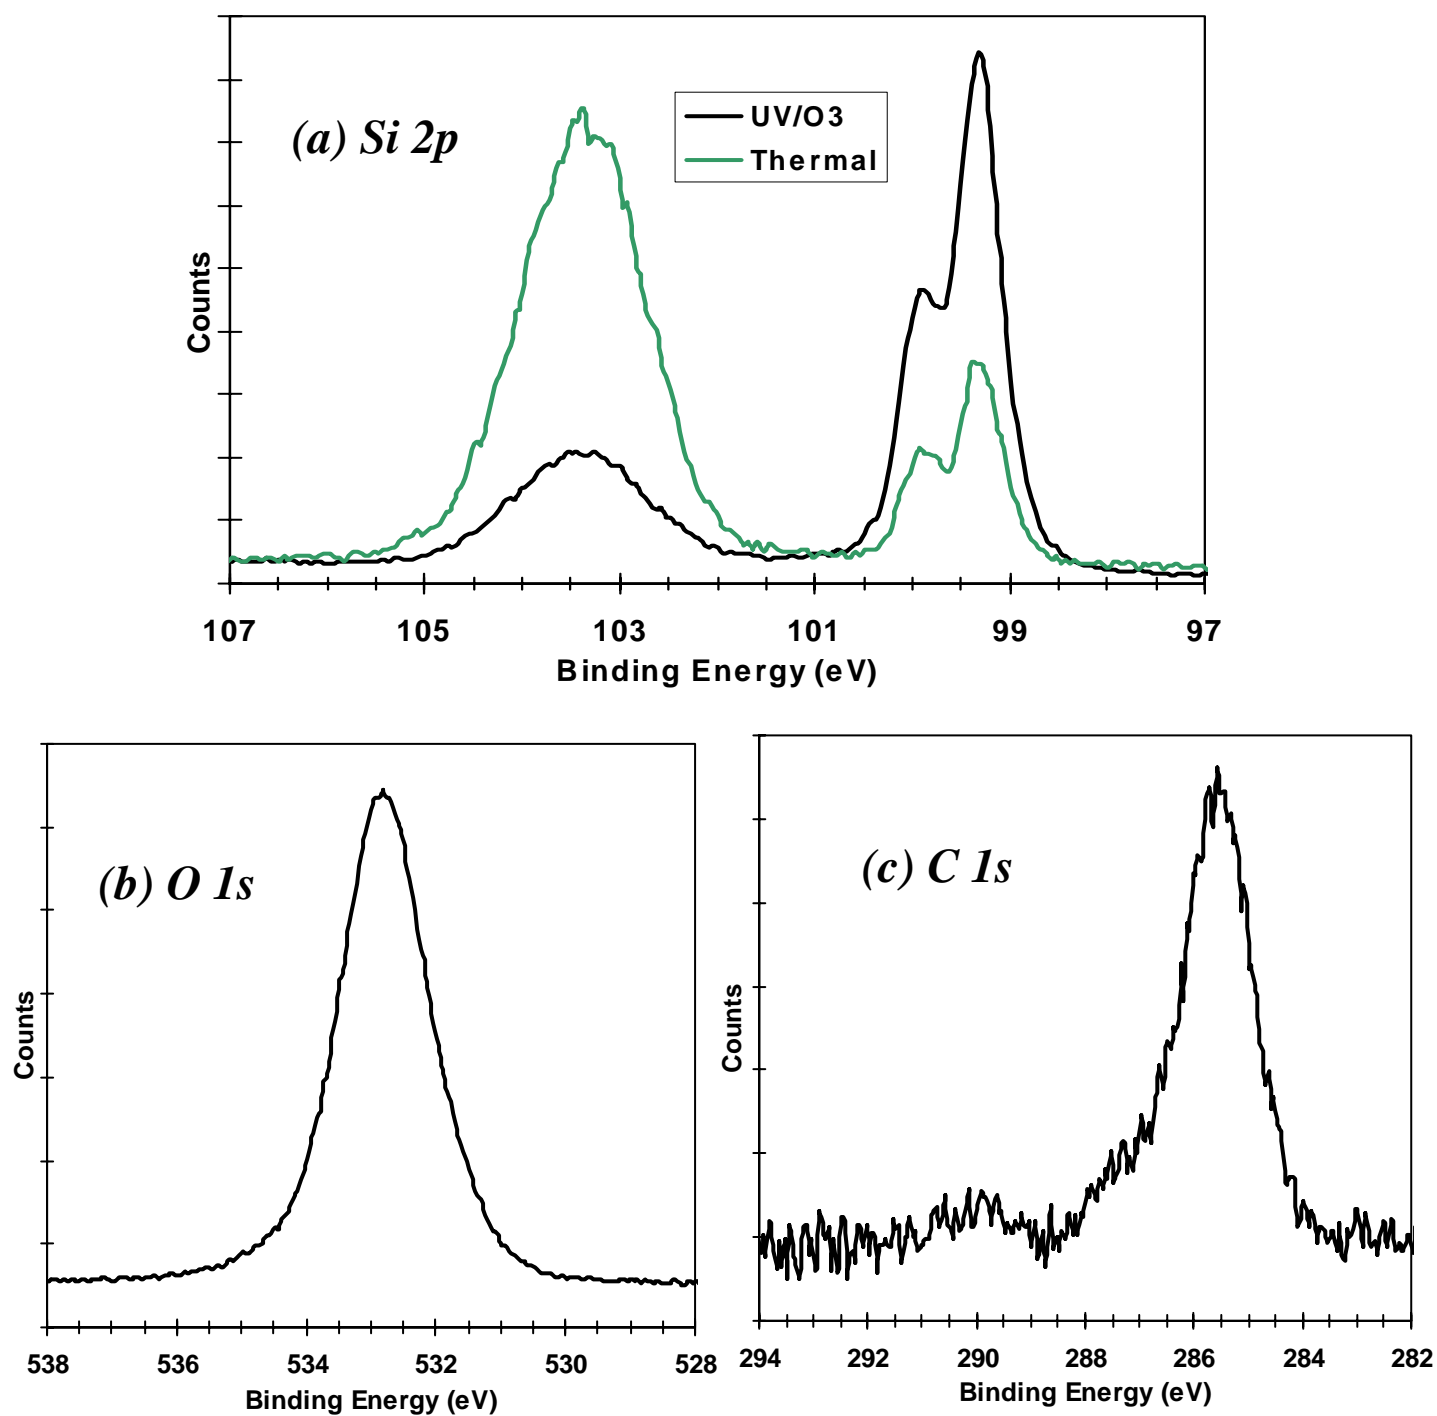 (a) Si 2p
UV/O3
Thermal
Counts
107 105 103 101 99 97
Binding Energy (eV)
(b) O 1s
Counts
538 536 534 532 530 528
Binding Energy (eV)
(c) C 1s
Counts
294 292 290 288 286 284 282
Binding Energy (eV)